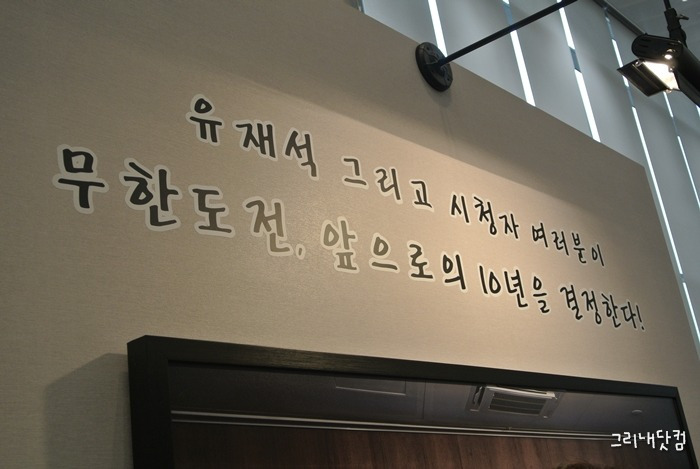 유재석 그리고 시청자 여러분이
무한도전, 앞으로의 10년을 결정한다!
그리내닷컴